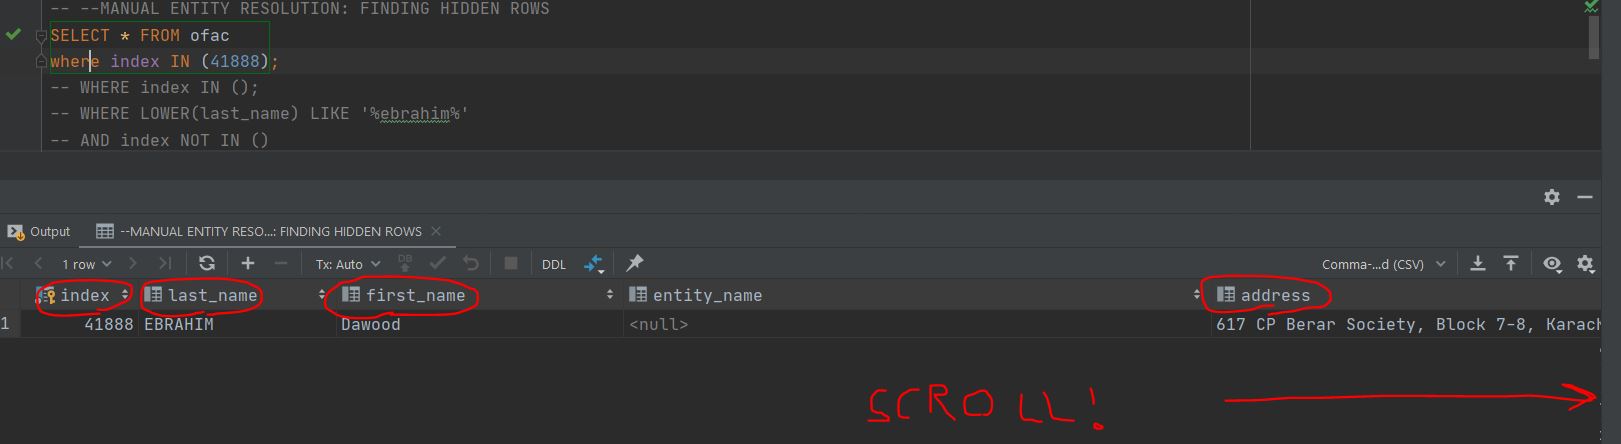 -- --MANUAL ENTITY RESOLUTION: FINDING HIDDEN ROWS
SELECT * FROM ofac
where index IN (41888);
-- WHERE index IN ();
-- WHERE LOWER(last_name) LIKE '%ebrahim%'
-- AND index NOT IN ()
Output --MANUAL ENTITY RESO...: FINDING HIDDEN ROWS
1 row Tx: Auto DB DDL Comma-...d (CSV)
index last_name first_name entity_name address
1 41888 EBRAHIM Dawood <null> 617 CP Berar Society, Block 7-8, Karach
SCROLL!